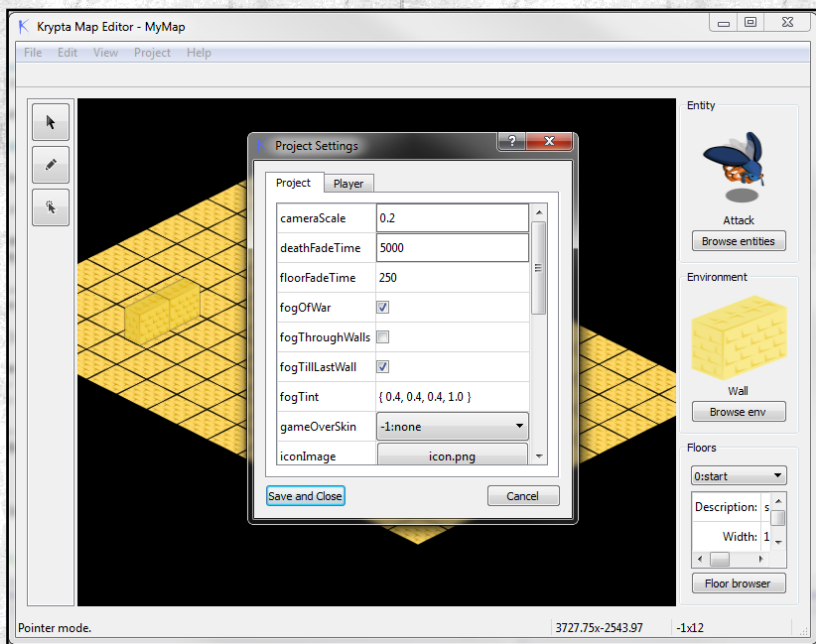 Krypta Map Editor - MyMap
File Edit View Project Help
Project Settings
?
Project Player
cameraScale 0.2
deathFadeTime 5000
floorFadeTime 250
fogOfWar
fogThroughWalls
fogTillLastWall
fogTint { 0.4, 0.4, 0.4, 1.0 }
gameOverSkin -1:none
iconImage icon.png
Save and Close Cancel
Entity
Attack
Browse entities
Environment
Wall
Browse env
Floors
0:start
Description: s
Width: 1
Floor browser
Pointer mode. 3727.75x-2543.97 -1x12